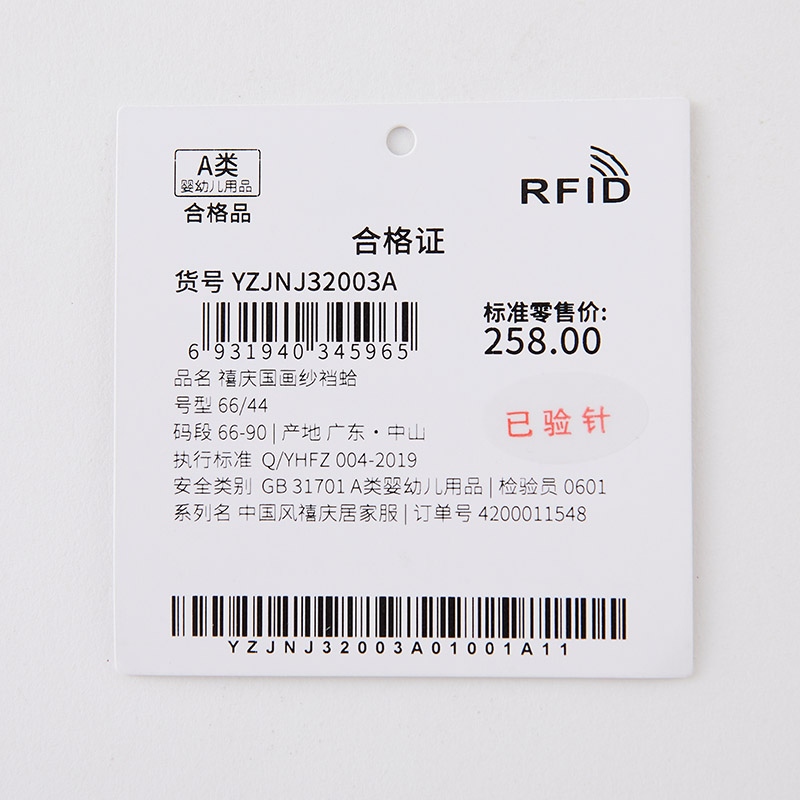 A类
婴幼儿用品
合格品
RFID
合格证
货号 YZJNJ32003A
标准零售价:
258.00
6 931940 345965
品名 禧庆国画纱裆蛤
号型 66/44
码段 66-90 | 产地 广东·中山
已验针
执行标准 Q/YHFZ 004-2019
安全类别 GB 31701 A类婴幼儿用品 | 检验员 0601
系列名 中国风禧庆居家服 | 订单号 4200011548
YZJNJ32003A01001A11